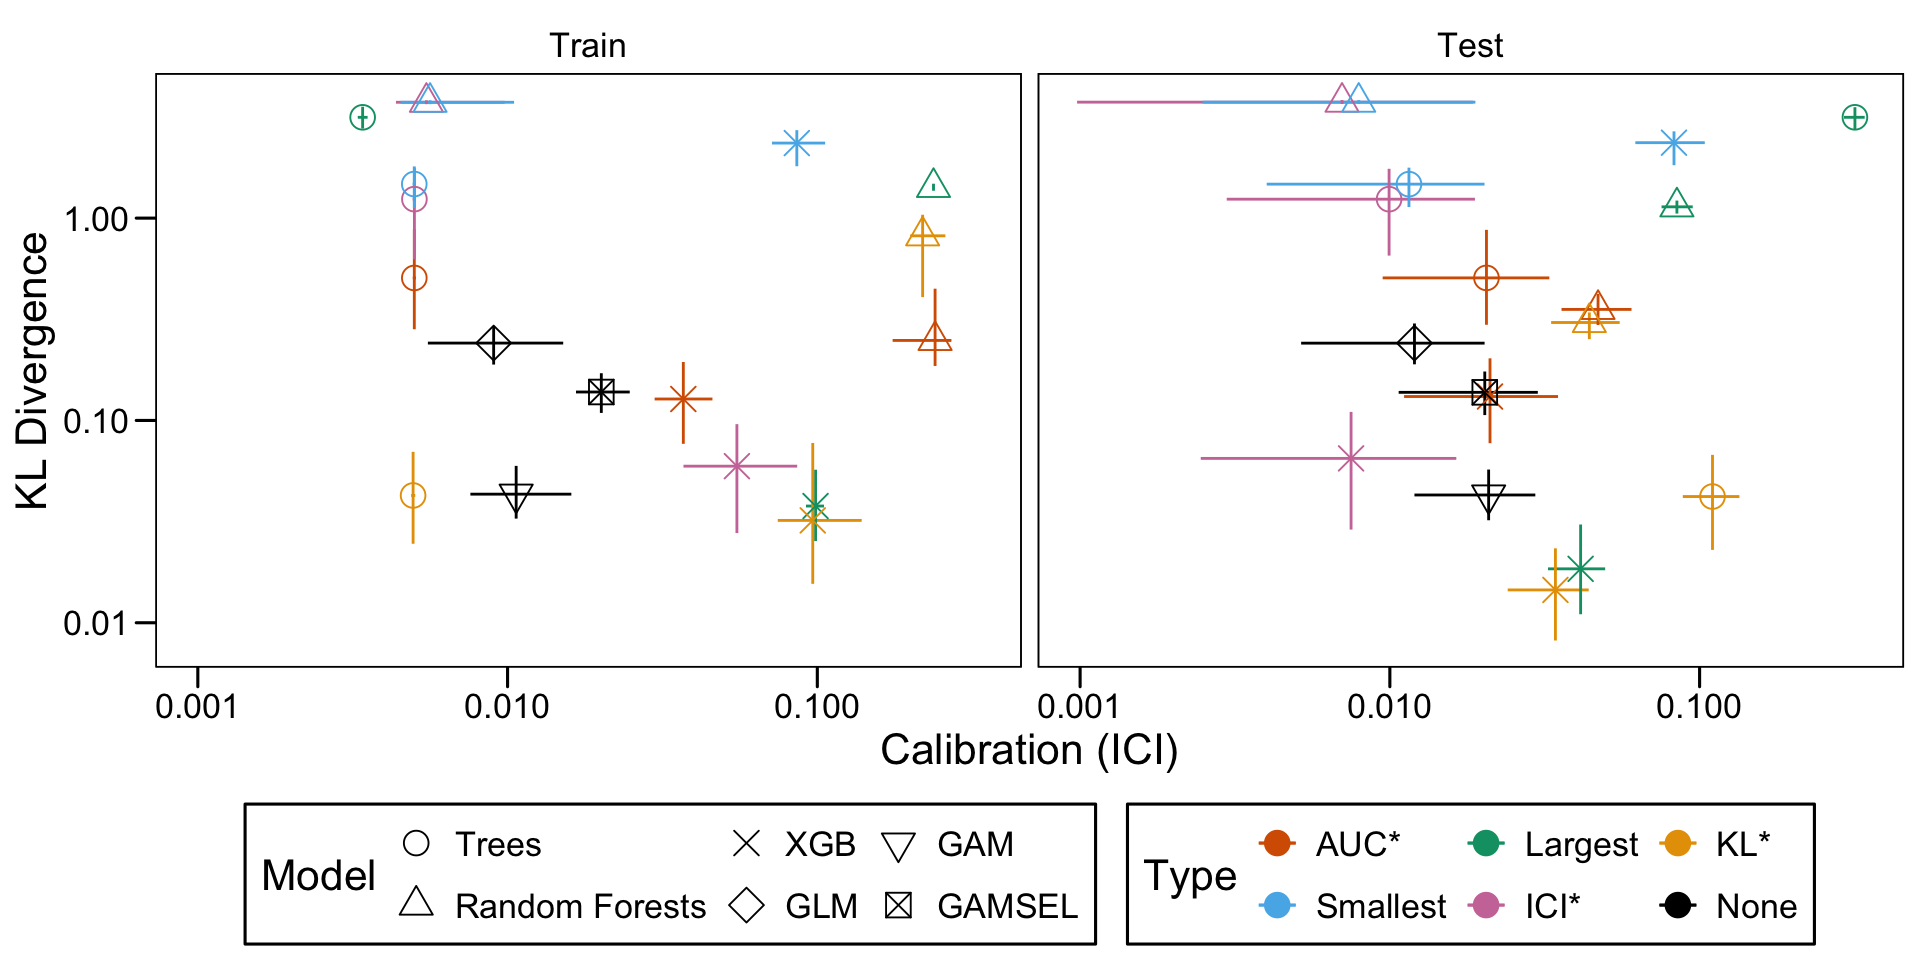 Train Test
KL Divergence
1.00
0.10
0.01
0.001 0.010 0.100 0.001 0.010 0.100
Calibration (ICI)
Model
Trees XGB GAM
Random Forests GLM GAMSEL
Type
AUC* Largest KL*
Smallest ICI* None